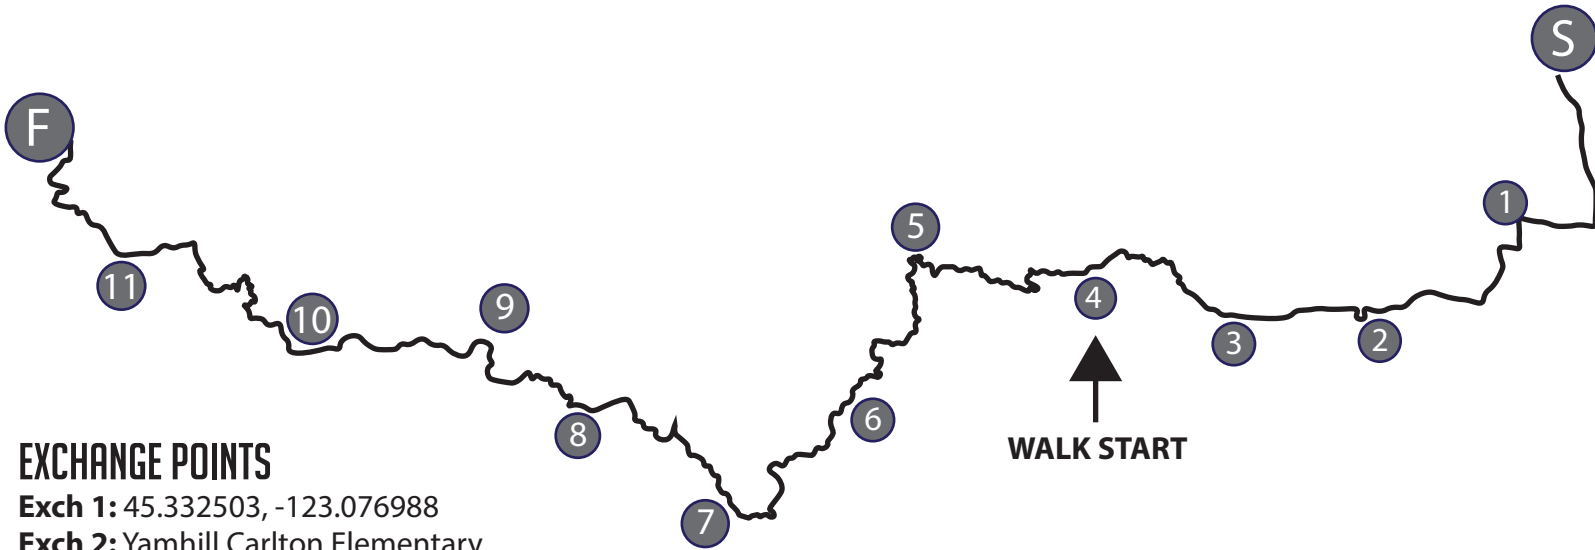 S
F
1
5
11
4
9
10
3
2
6
8
WALK START
EXCHANGE POINTS
Exch 1: 45.332503, -123.076988
7
Exch 2: Yamhill Carlton Elementary